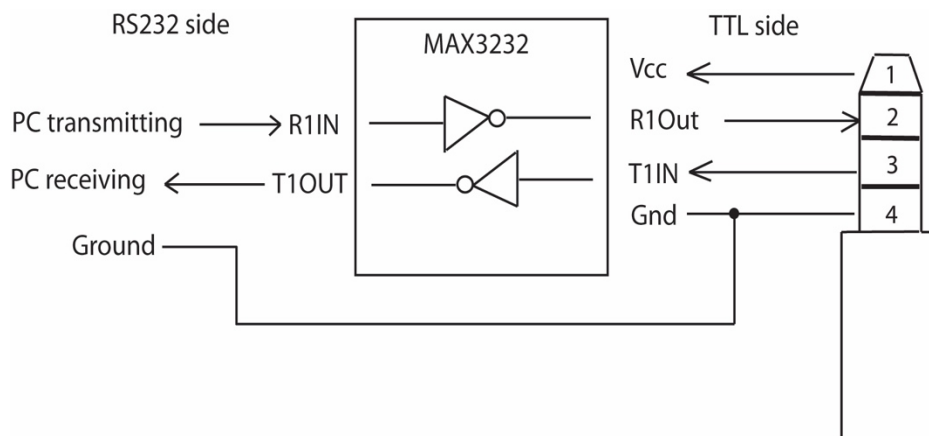 RS232 side
MAX3232
TTL side
Vcc
1
PC transmitting
R1IN
R1Out
2
PC receiving
T1OUT
T1IN
3
Gnd
4
Ground